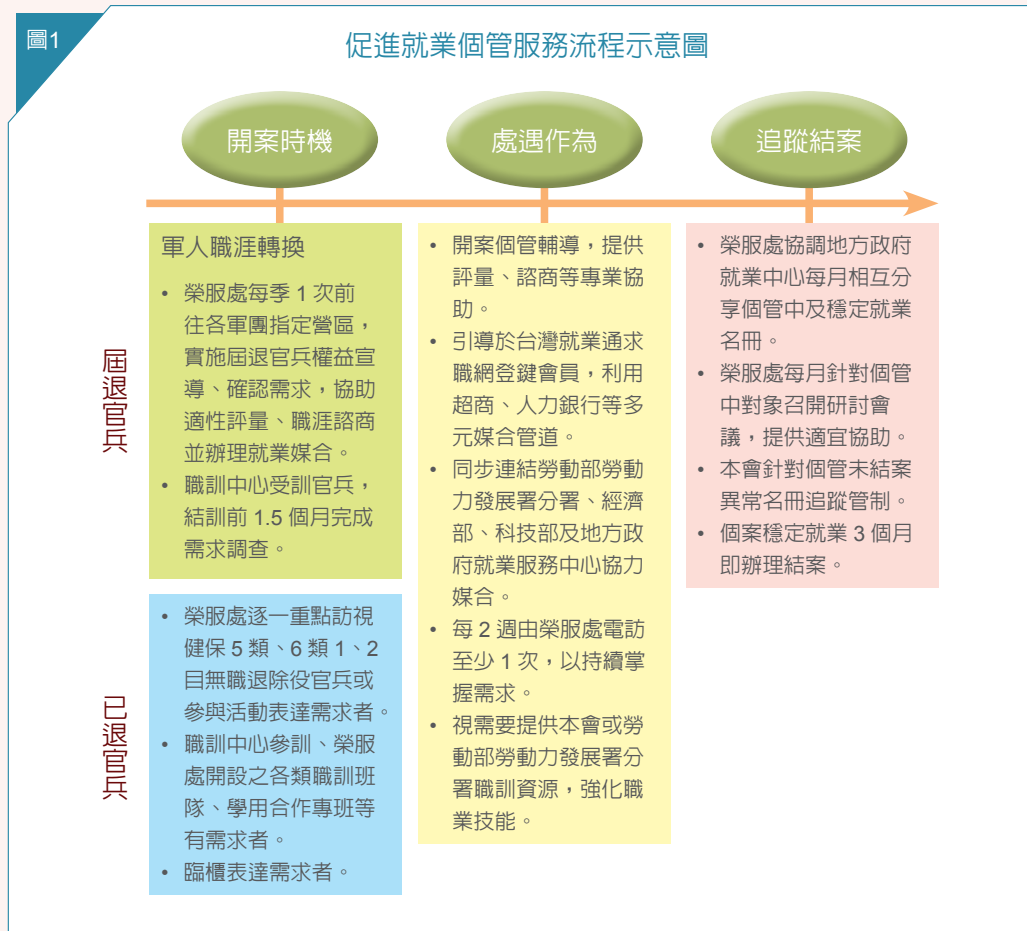 圖1
促進就業個管服務流程示意圖
開案時機
處遇作為
追蹤結案
屆退官兵
軍人職涯轉換
• 榮服處每季 1 次前
往各軍團指定營區，
實施屆退官兵權益宣
導、確認需求，協助
適性評量、職涯諮商
並辦理就業媒合。
• 職訓中心受訓官兵，
結訓前 1.5 個月完成
需求調查。
已退官兵
• 榮服處逐一重點訪視
健保 5 類、6 類 1、2
目無職退除役官兵或
參與活動表達需求者。
• 職訓中心參訓、榮服
處開設之各類職訓班
隊、學用合作專班等
有需求者。
• 臨櫃表達需求者。
• 開案個管輔導，提供
評量、諮商等專業協
助。
• 引導於台灣就業通求
職網登鍵會員，利用
超商、人力銀行等多
元媒合管道。
• 同步連結勞動部勞動
力發展署分署、經濟
部、科技部及地方政
府就業服務中心協力
媒合。
• 每 2 週由榮服處電訪
至少 1 次，以持續掌
握需求。
• 視需要提供本會或勞
動部勞動力發展署分
署職訓資源，強化職
業技能。
• 榮服處協調地方政府
就業中心每月相互分
享個管中及穩定就業
名冊。
• 榮服處每月針對個管
中對象召開研討會
議，提供適宜協助。
• 本會針對個管未結案
異常名冊追蹤管制。
• 個案穩定就業 3 個月
即辦理結案。